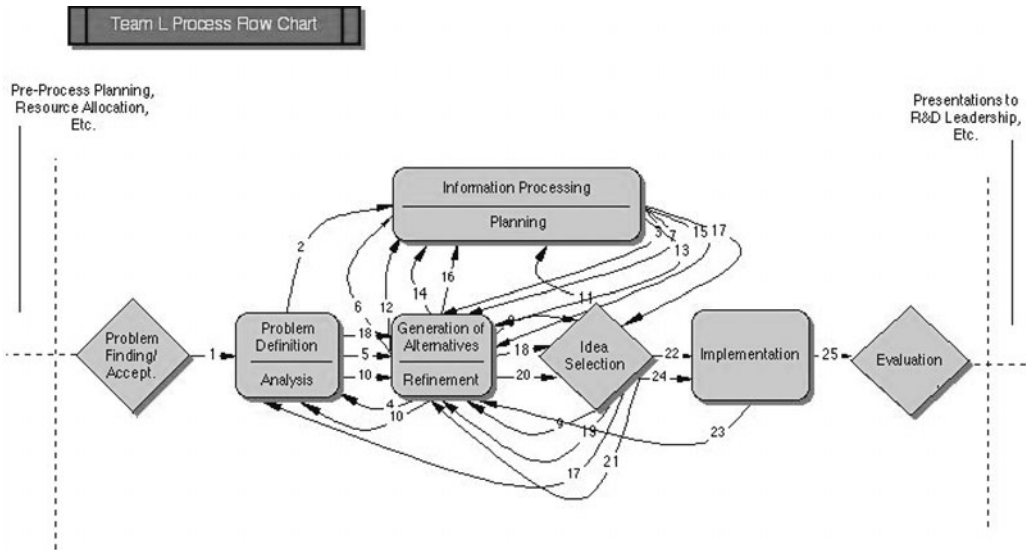 Team L Process Flow Chart
Pre-Process Planning,
Resource Allocation,
Etc.
Presentations to
R&D Leadership,
Etc.
Information Processing
Planning
2
3
7
15
17
13
6
12
14
16
11
Problem
Finding/
Accept.
1
Problem
Definition
Analysis
18
5
10
Generation of
Alternatives
Refinement
18
20
Idea
Selection
22
24
Implementation
25
Evaluation
4
10
9
19
23
17
21